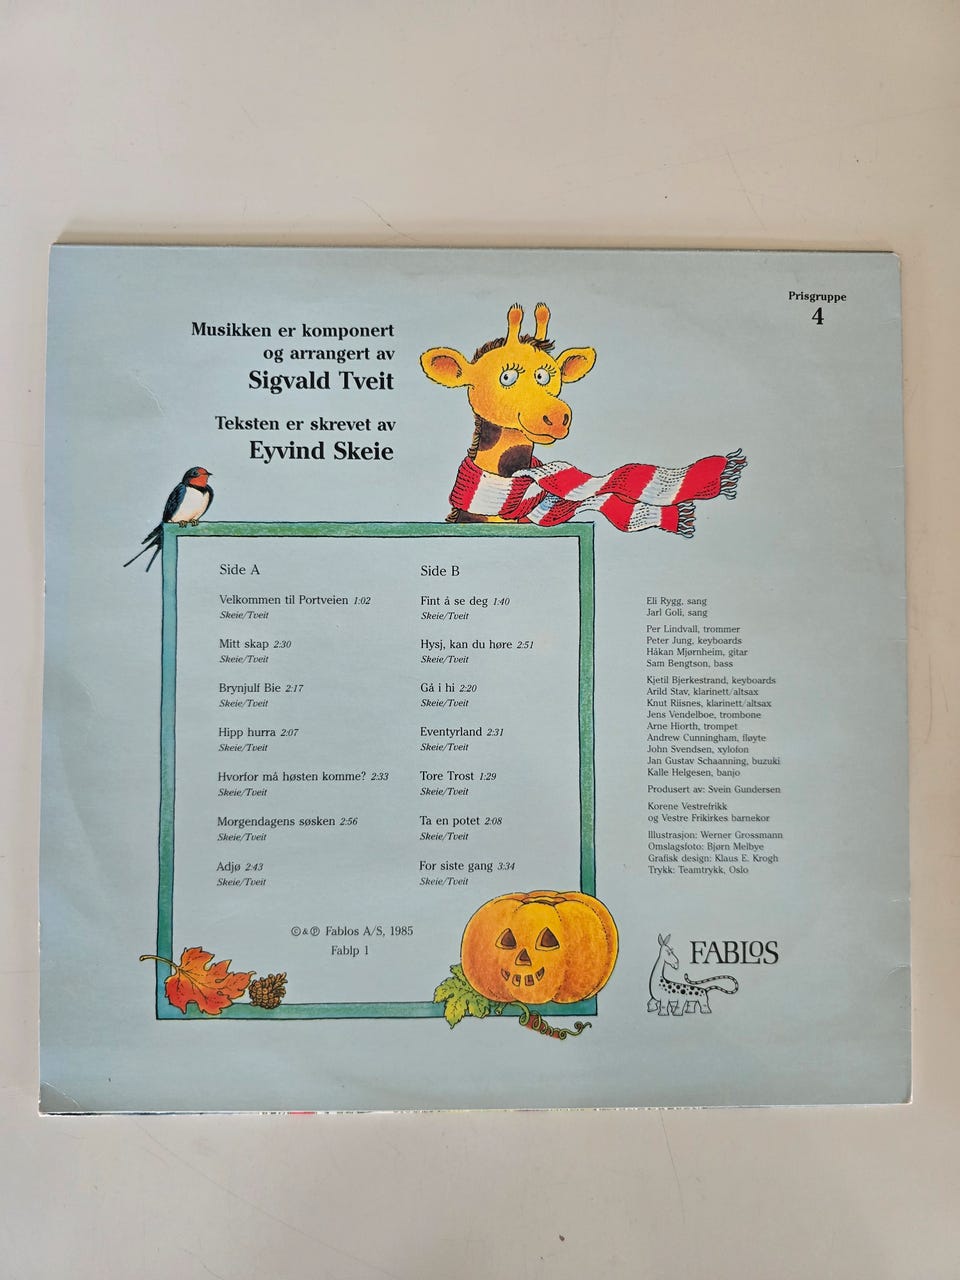 Prisgruppe
4
Musikken er komponert
og arrangert av
Sigvald Tveit
Teksten er skrevet av
Eyvind Skeie
Side A
Velkommen til Portveien 1:02
Skeie/Tveit
Mitt skap 2:30
Skeie/Tveit
Brynjulf Bie 2:17
Skeie/Tveit
Hipp hurra 2:07
Skeie/Tveit
Hvorfor må høsten komme? 2:33
Skeie/Tveit
Morgendagens søsken 2:56
Skeie/Tveit
Adjø 2:43
Skeie/Tveit
Side B
Fint å se deg 1:40
Skeie/Tveit
Hysj, kan du høre 2:51
Skeie/Tveit
Gå i hi 2:20
Skeie/Tveit
Eventyrland 2:31
Skeie/Tveit
Tore Trost 1:29
Skeie/Tveit
Ta en potet 2:08
Skeie/Tveit
For siste gang 3:34
Skeie/Tveit
©&℗ Fablos A/S, 1985
Fablp 1
Eli Rygg, sang
Jarl Goli, sang
Per Lindvall, trommer
Peter Jung, keyboards
Håkan Mjørnheim, gitar
Sam Bengtson, bass
Kjetil Bjerkestrand, keyboards
Arild Stav, klarinett/altsax
Knut Riisnes, klarinett/altsax
Jens Vendelboe, trombone
Arne Hiorth, trompet
Andrew Cunningham, fløyte
John Svendsen, xylofon
Jan Gustav Schaanning, buzuki
Kalle Helgesen, banjo
Produsert av: Svein Gundersen
Korene Vestrefrikk
og Vestre Frikirkes barnekor
Illustrasjon: Werner Grossmann
Omslagsfoto: Bjørn Melbye
Grafisk design: Klaus E. Krogh
Trykk: Teamtrykk, Oslo
FABLOS